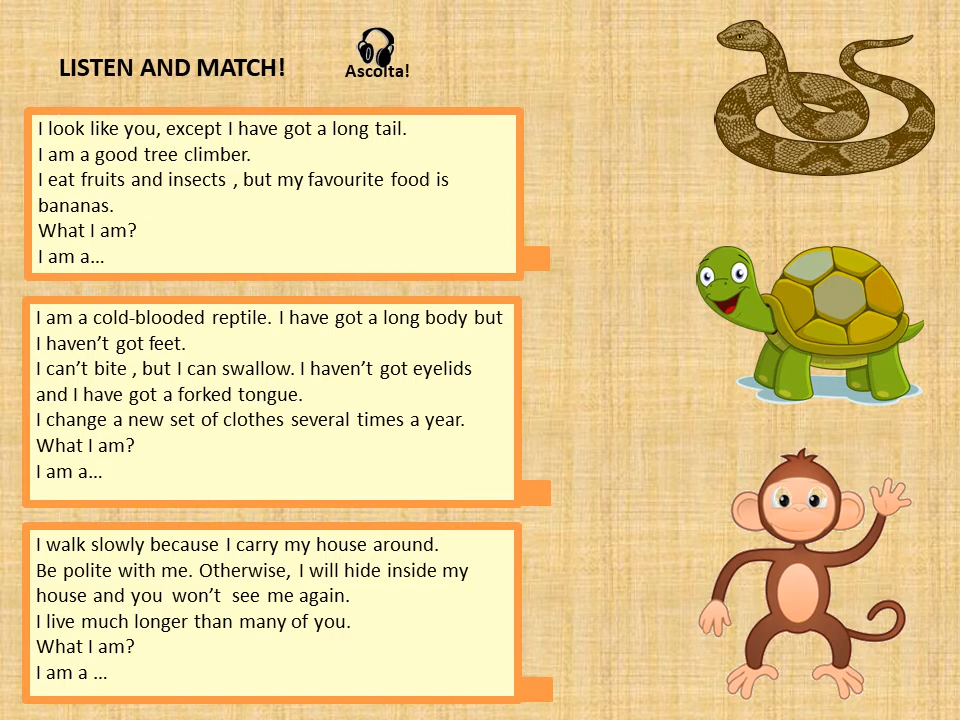 LISTEN AND MATCH!
Ascolta!
I look like you, except I have got a long tail.
I am a good tree climber.
I eat fruits and insects , but my favourite food is
bananas.
What I am?
I am a...
I am a cold-blooded reptile. I have got a long body but
I haven’t got feet.
I can’t bite , but I can swallow. I haven’t got eyelids
and I have got a forked tongue.
I change a new set of clothes several times a year.
What I am?
I am a...
I walk slowly because I carry my house around.
Be polite with me. Otherwise, I will hide inside my
house and you won’t see me again.
I live much longer than many of you.
What I am?
I am a ...